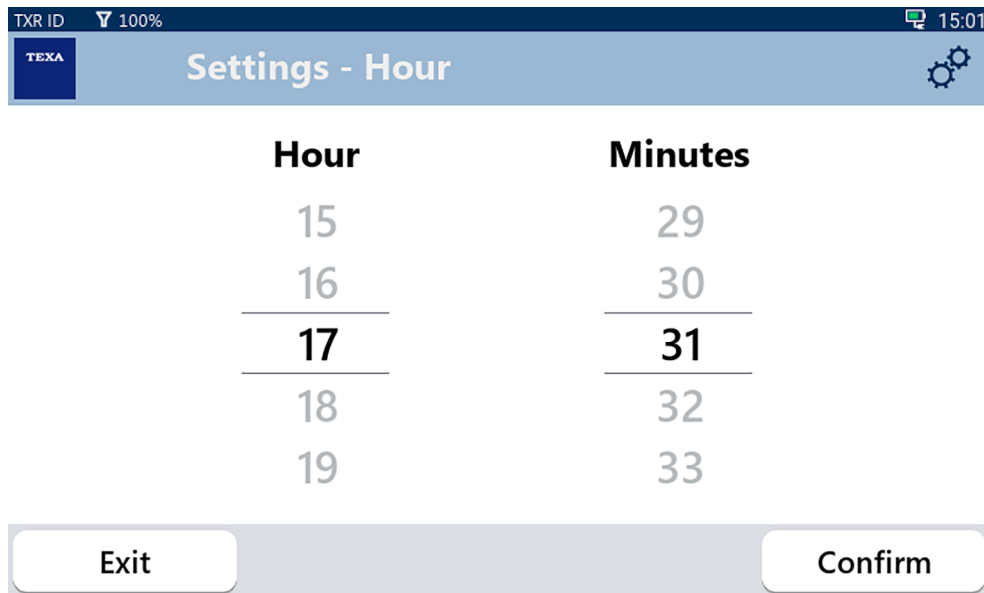 TXR ID 100% 15:01
TEXA Settings - Hour
Hour Minutes
15 29
16 30
17 31
18 32
19 33
Exit Confirm